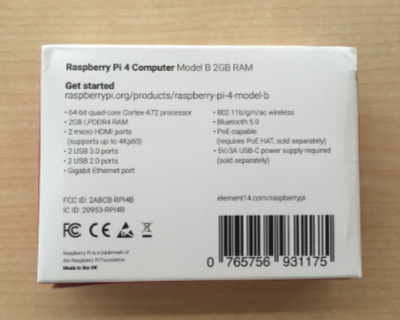 Raspberry Pi 4 Computer Model B 2GB RAM
Get started
raspberrypi.org/products/raspberry-pi-4-model-b
• 64-bit quad-core Cortex-A72 processor
• 2GB LPDDR4 RAM
• 2 micro HDMI ports
(supports up to 4Kp60)
• 2 USB 3.0 ports
• 2 USB 2.0 ports
• Gigabit Ethernet port
• 802.11b/g/n/ac wireless
• Bluetooth 5.0
• PoE-capable
(requires PoE HAT, sold separately)
• 5V/3A USB-C power supply required
(sold separately)
FCC ID: 2ABCB-RPI4B
IC ID: 20953-RPI4B
element14.com/raspberrypi
CE
Raspberry Pi is a trademark of
the Raspberry Pi Foundation
Made in the UK
0 765756 931175